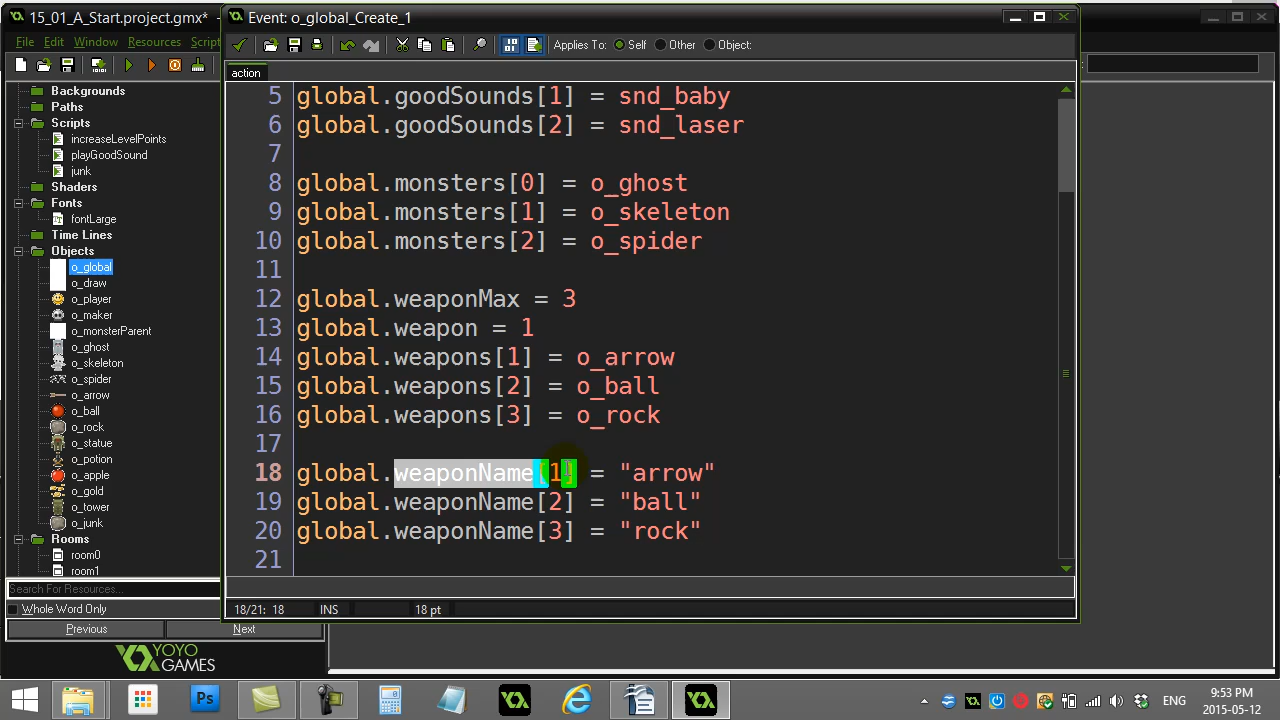 15_01_A_Start.project.gmx* -
File Edit Window Resources Script
Backgrounds
Paths
Scripts
increaseLevelPoints
playGoodSound
junk
Shaders
Fonts
fontLarge
Time Lines
Objects
o_global
o_draw
o_player
o_maker
o_monsterParent
o_ghost
o_skeleton
o_spider
o_arrow
o_ball
o_rock
o_statue
o_potion
o_apple
o_gold
o_tower
o_junk
Rooms
room0
room1
Search For Resources...
Whole Word Only
Previous Next
YOYO
GAMES
Event: o_global_Create_1
Applies To: Self Other Object:
action
5 global.goodSounds[1] = snd_baby
6 global.goodSounds[2] = snd_laser
7
8 global.monsters[0] = o_ghost
9 global.monsters[1] = o_skeleton
10 global.monsters[2] = o_spider
11
12 global.weaponMax = 3
13 global.weapon = 1
14 global.weapons[1] = o_arrow
15 global.weapons[2] = o_ball
16 global.weapons[3] = o_rock
17
18 global.weaponName[1] = "arrow"
19 global.weaponName[2] = "ball"
20 global.weaponName[3] = "rock"
21
18/21: 18 INS 18 pt
Ps
ENG
9:53 PM
2015-05-12